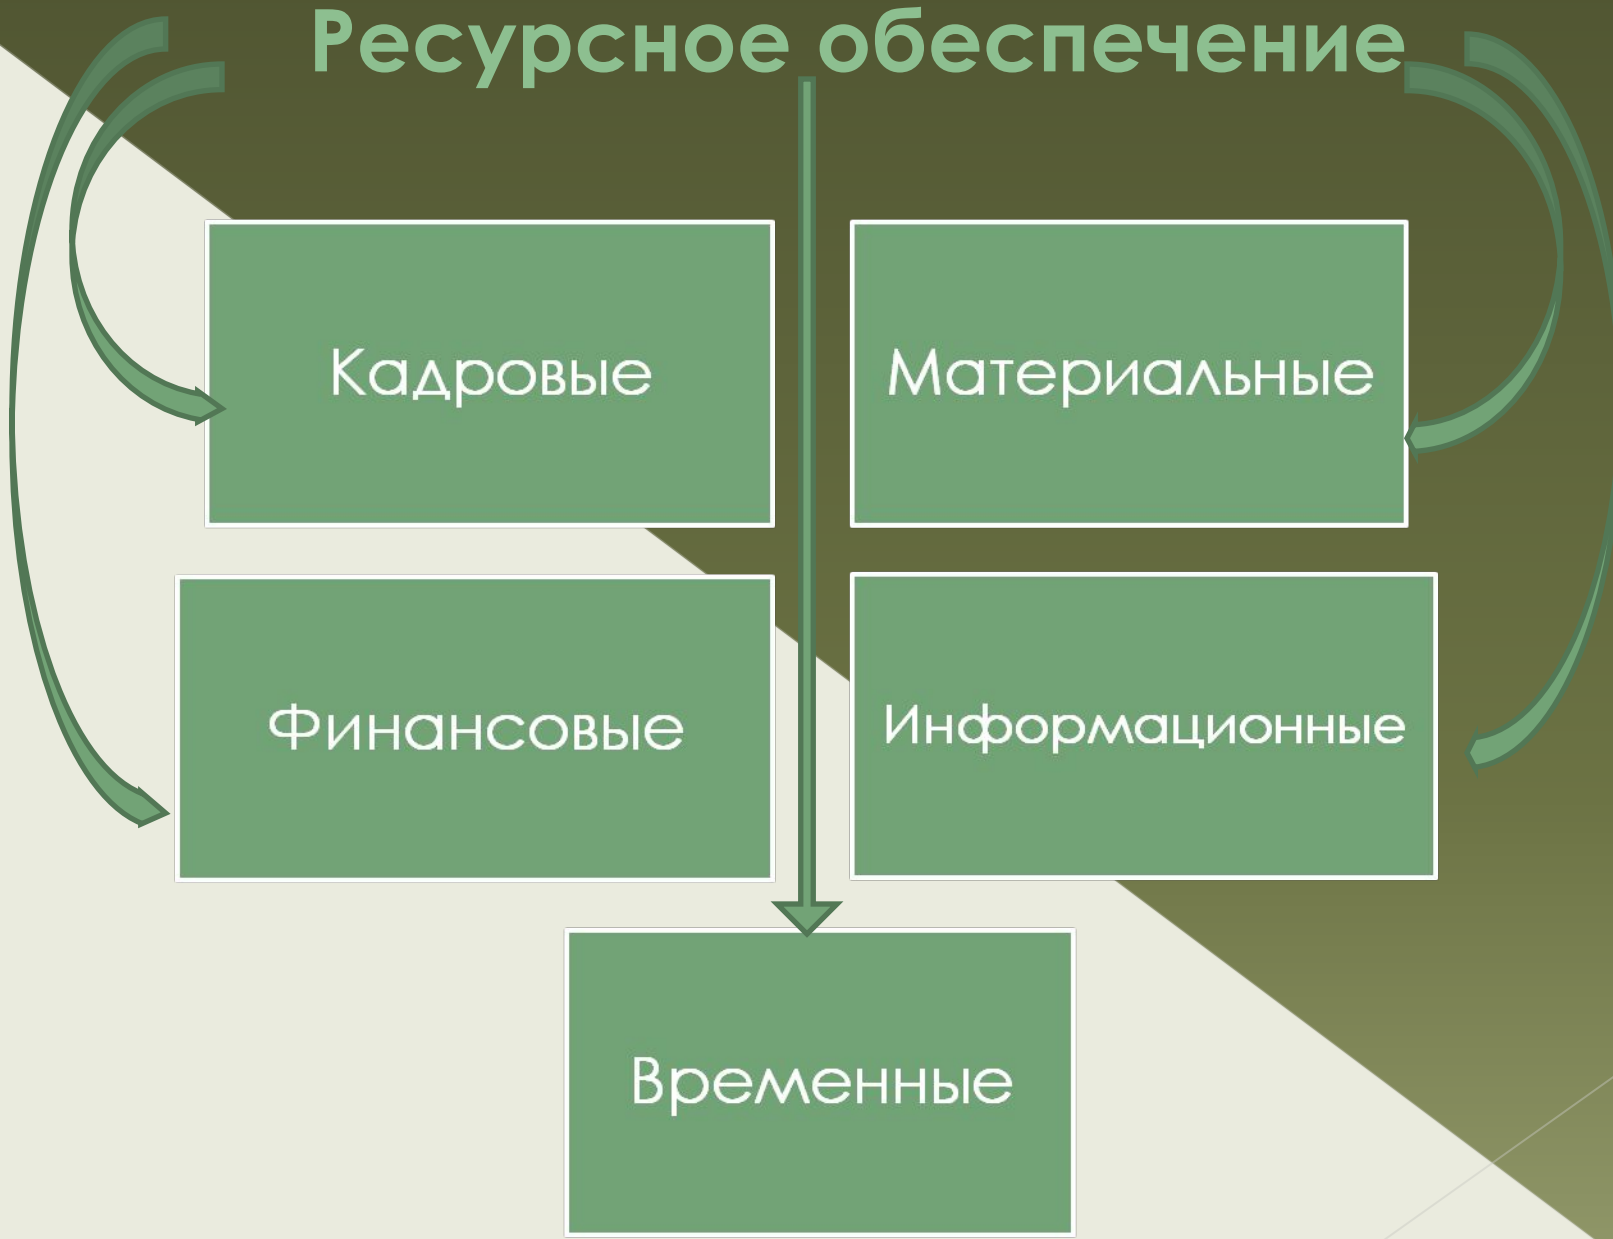 Ресурсное обеспечение
Кадровые
Материальные
Финансовые
Информационные
Временные